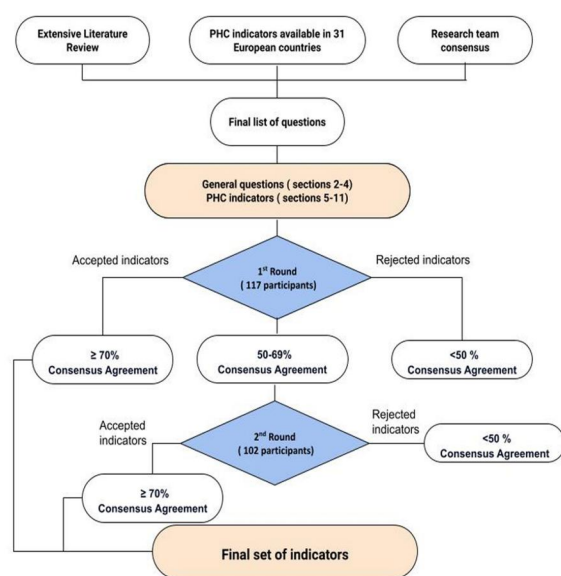 Extensive Literature
Review
PHC indicators available in 31
European countries
Research team
consensus
Final list of questions
General questions ( sections 2-4)
PHC indicators ( sections 5-11)
Accepted indicators
1st Round
( 117 participants)
Rejected indicators
≥ 70%
Consensus Agreement
50-69%
Consensus Agreement
<50 %
Consensus Agreement
Accepted
indicators
2nd Round
( 102 participants)
Rejected
indicators
<50 %
Consensus Agreement
≥ 70%
Consensus Agreement
Final set of indicators